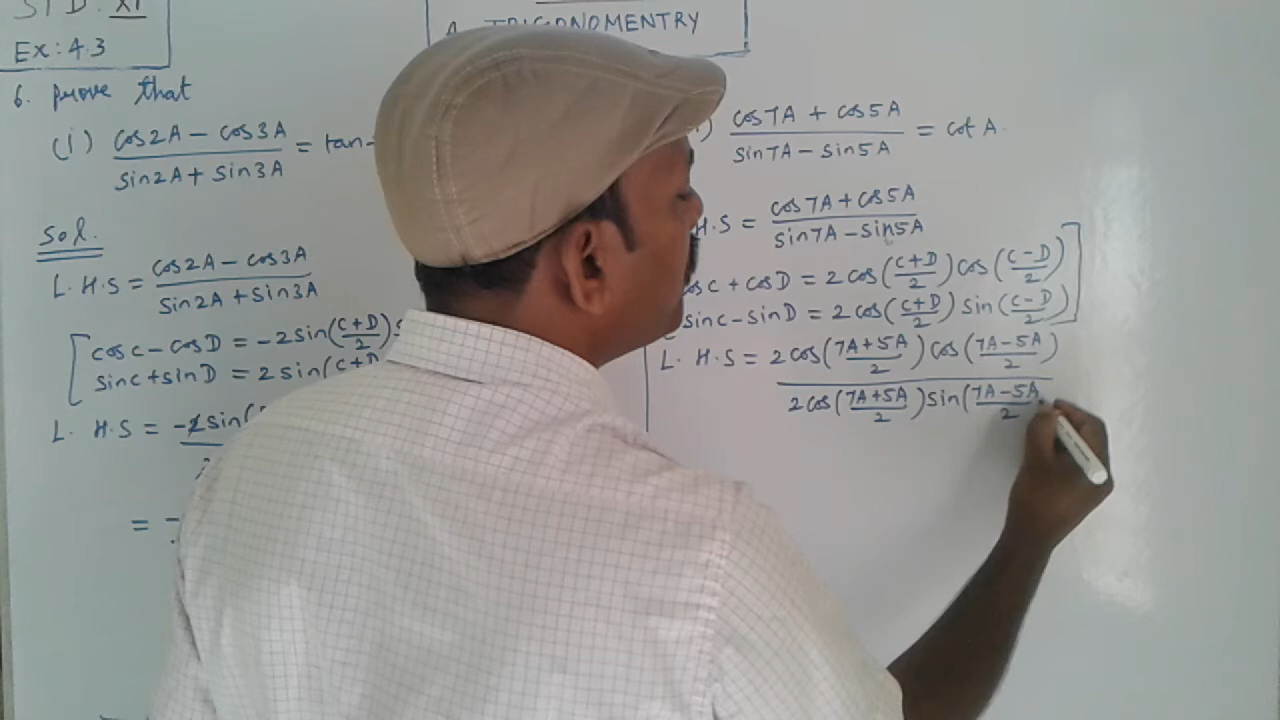 STD: XI
Ex: 4.3
A. TRIGONOMENTRY
6. prove that
(i) cos2A - cos3A / sin2A + sin3A = tan
Sol.
L.H.S = cos2A - cos3A / sin2A + sin3A
[cosC - cosD = -2sin(C+D/2)
sinC + sinD = 2sin(C+D
L.H.S = -2sin(
=
) cos7A + cos5A / sin7A - sin5A = cot A.
H.S = cos7A + cos5A / sin7A - sin5A
cosC + cosD = 2cos(C+D/2)cos(C-D/2)
sinC - sinD = 2cos(C+D/2) sin(C-D/2)]
L.H.S = 2cos(7A+5A/2)cos(7A-5A/2)
2cos(7A+5A/2)sin(7A-5A/2